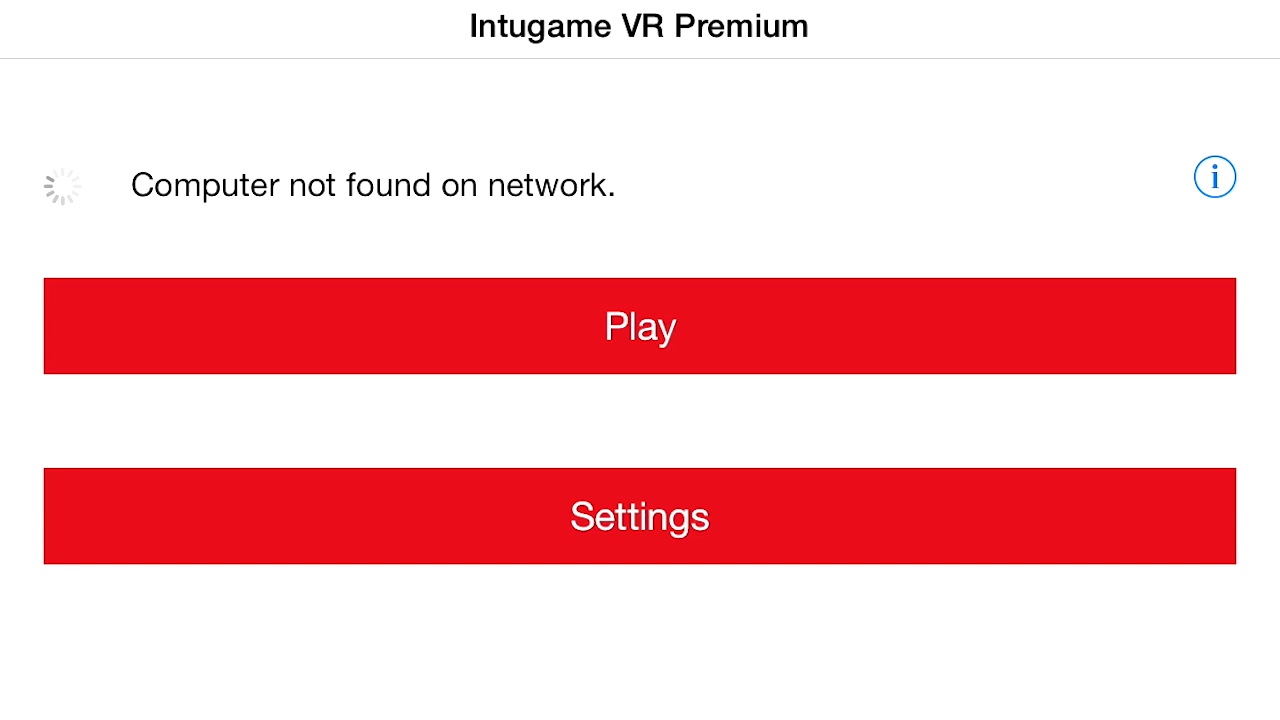 Intugame VR Premium
Computer not found on network.
i
Play
Settings